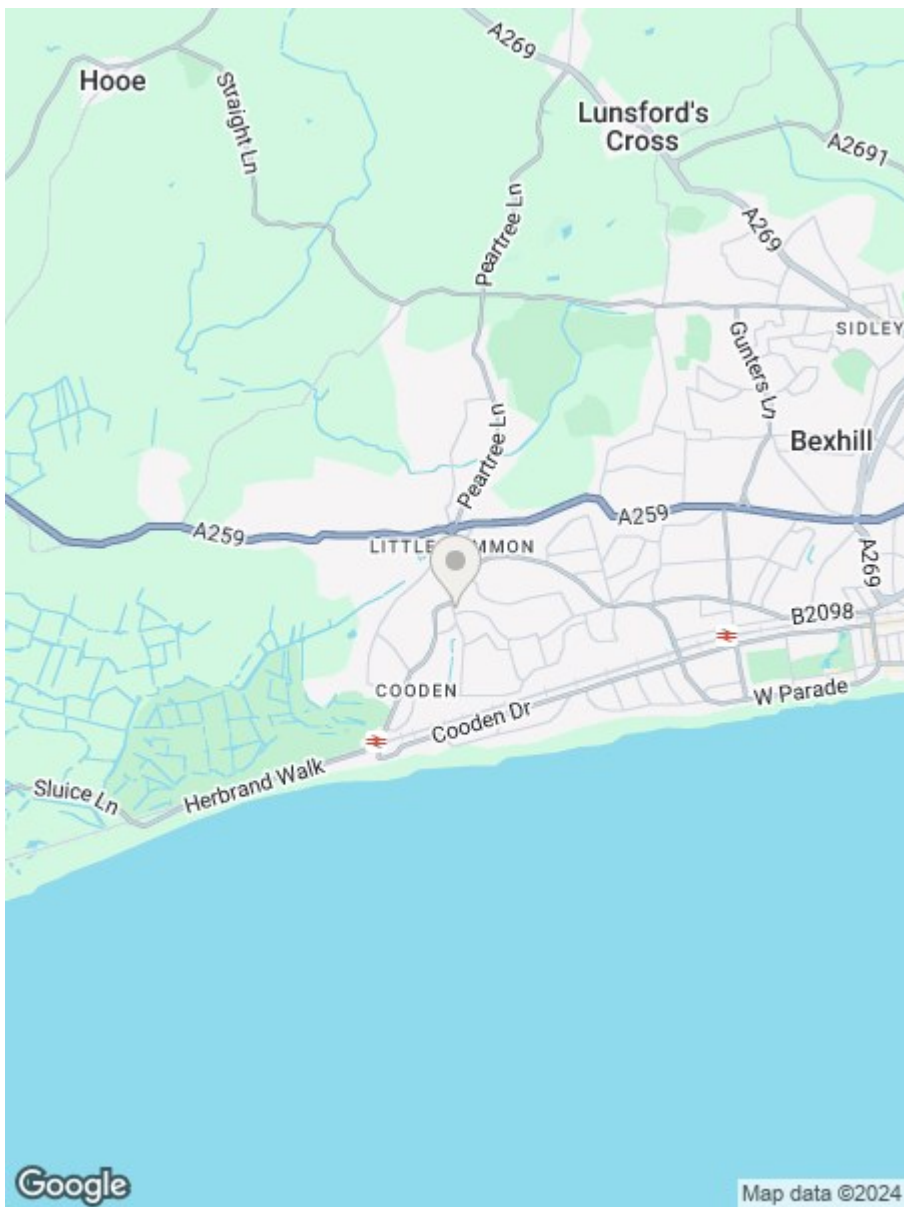 A269
Hooe
Straight Ln
Lunsford's
Cross
A2691
Peartree Ln
A269
SIDLEY
Gunters Ln
Bexhill
Peartree Ln
A259
A259
LITTLE
MMON
A269
B2098
COODEN
W Parade
Cooden Dr
Herbrand Walk
Sluice Ln
Google
Map data ©2024